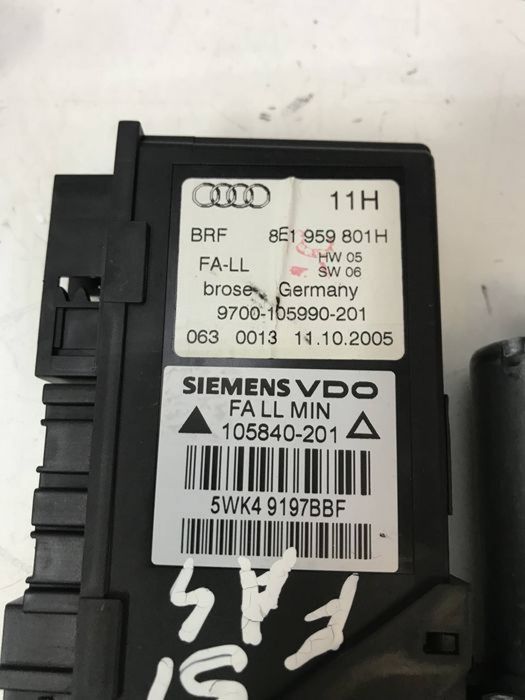 11H
BRF 8E1 959 801H
FA-LL HW 05
SW 06
brose Germany
9700-105990-201
063 0013 11.10.2005
SIEMENS VDO
FA LL MIN
105840-201
5WK4 9197BBF